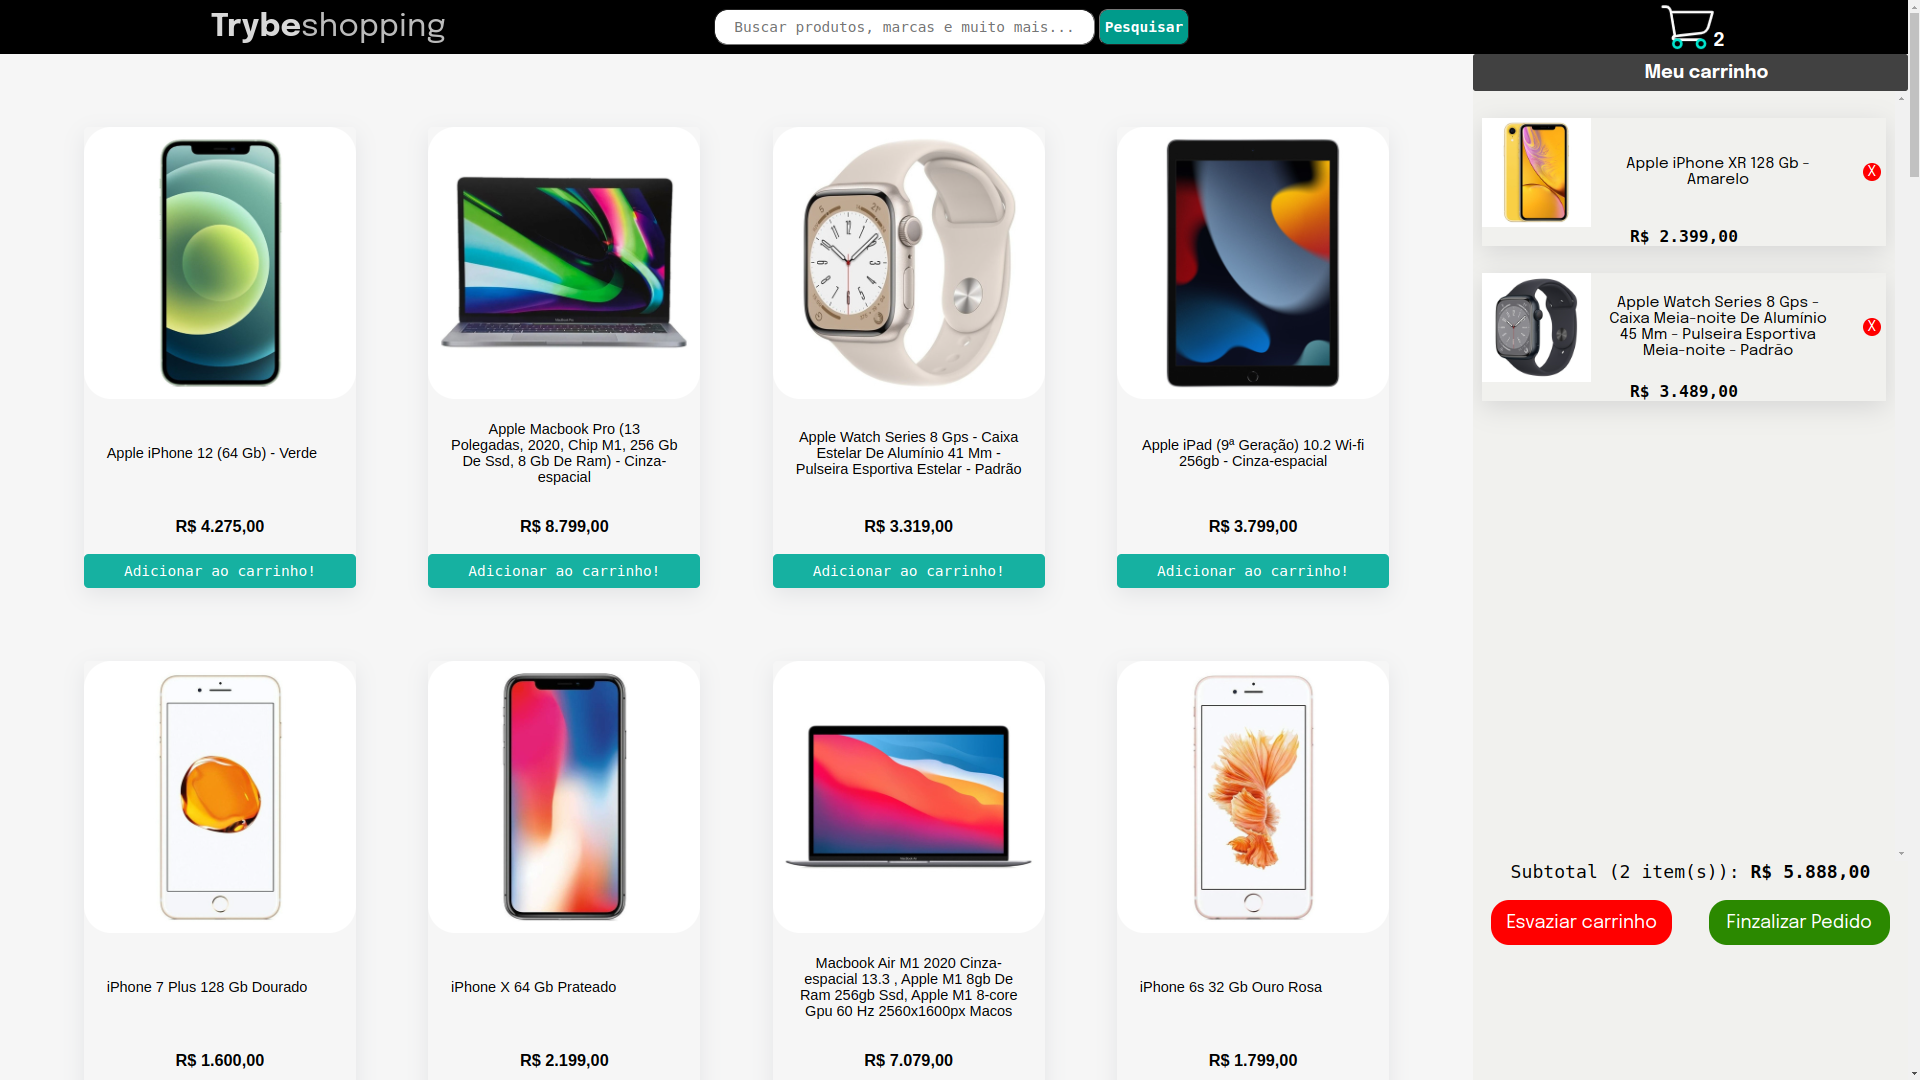 Trybeshopping
Buscar produtos, marcas e muito mais...
Pesquisar
2
Meu carrinho
Apple iPhone XR 128 Gb -
Amarelo
X
R$ 2.399,00
Apple Watch Series 8 Gps -
Caixa Meia-noite De Alumínio
45 Mm - Pulseira Esportiva
Meia-noite - Padrão
X
R$ 3.489,00
Subtotal (2 item(s)): R$ 5.888,00
Esvaziar carrinho
Finzalizar Pedido
Apple iPhone 12 (64 Gb) - Verde
R$ 4.275,00
Adicionar ao carrinho!
Apple Macbook Pro (13
Polegadas, 2020, Chip M1, 256 Gb
De Ssd, 8 Gb De Ram) - Cinza-
espacial
R$ 8.799,00
Adicionar ao carrinho!
Apple Watch Series 8 Gps - Caixa
Estelar De Alumínio 41 Mm -
Pulseira Esportiva Estelar - Padrão
R$ 3.319,00
Adicionar ao carrinho!
Apple iPad (9ª Geração) 10.2 Wi-fi
256gb - Cinza-espacial
R$ 3.799,00
Adicionar ao carrinho!
iPhone 7 Plus 128 Gb Dourado
R$ 1.600,00
iPhone X 64 Gb Prateado
R$ 2.199,00
Macbook Air M1 2020 Cinza-
espacial 13.3 , Apple M1 8gb De
Ram 256gb Ssd, Apple M1 8-core
Gpu 60 Hz 2560x1600px Macos
R$ 7.079,00
iPhone 6s 32 Gb Ouro Rosa
R$ 1.799,00